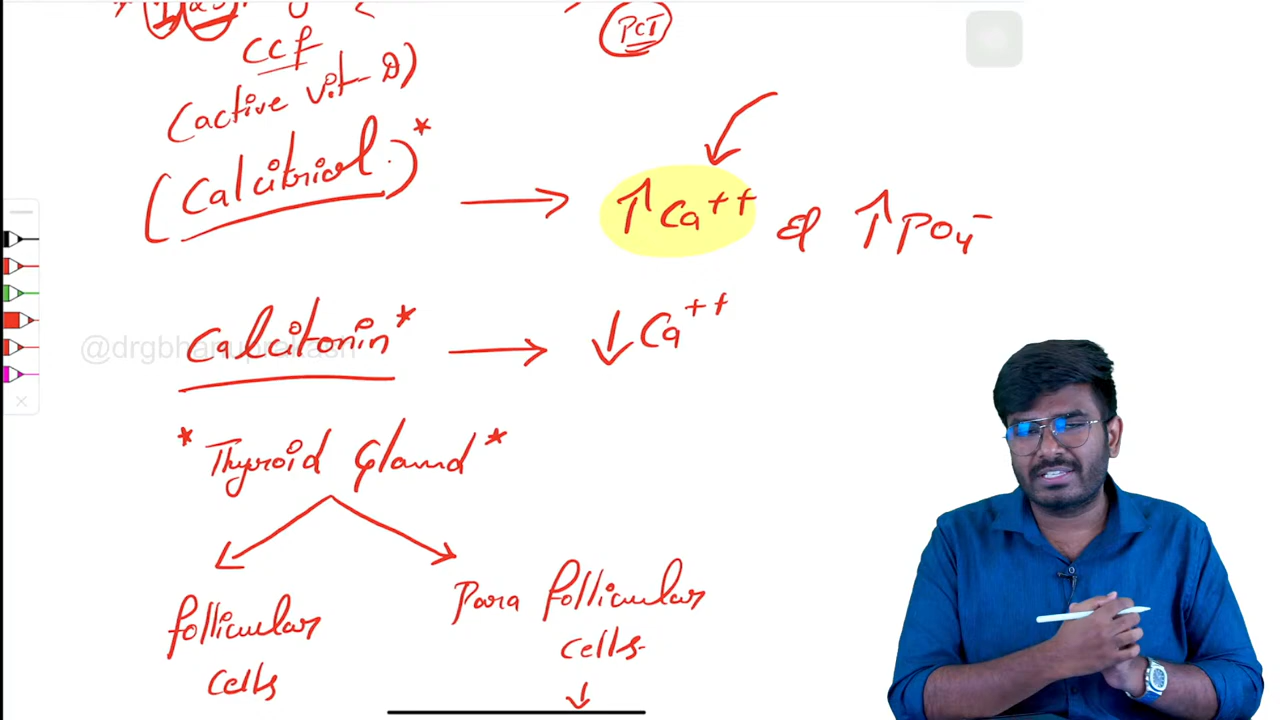 PCT
CCF
(active Vit-D)
(Calcitriol)*
→ ↑Ca++ & ↑PO4-
Calcitonin* → ↓Ca++
@drgbhanuprakash
*Thyroid Gland*
follicular
cells
Para follicular
cells